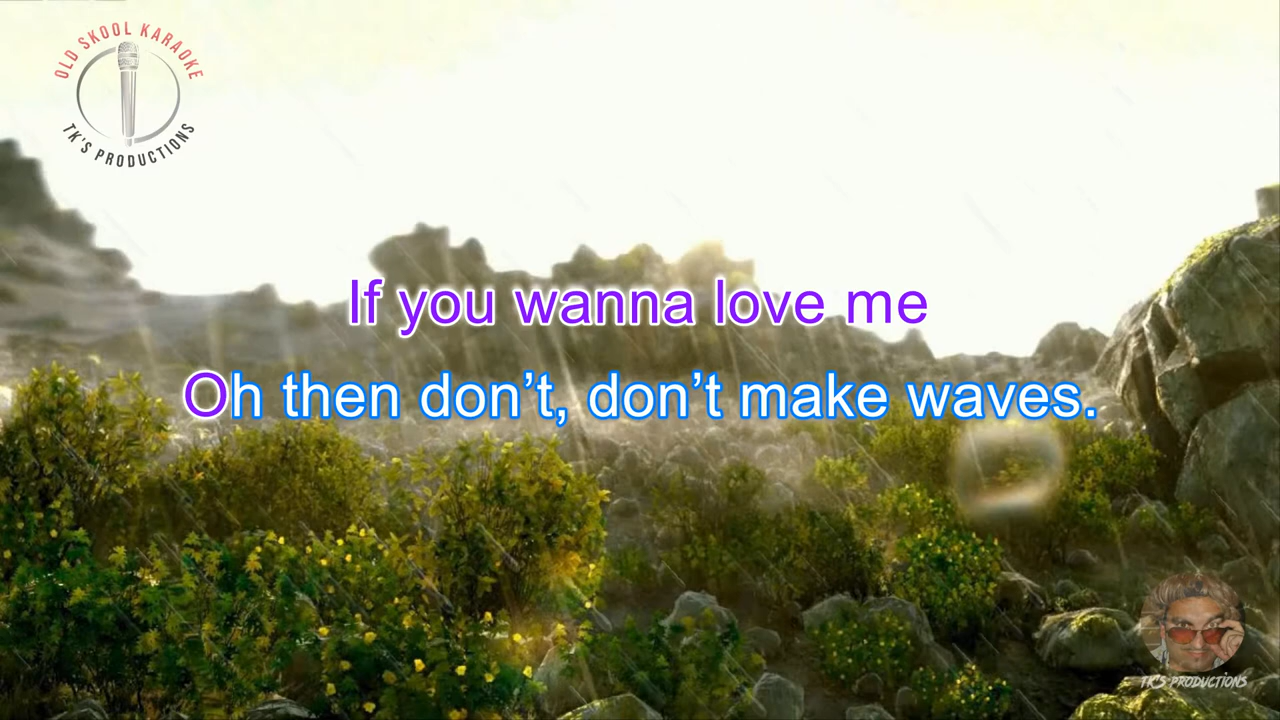 OLD SKOOL KARAOKE
TK'S PRODUCTIONS
If you wanna love me
Oh then don’t, don’t make waves.
TK'S PRODUCTIONS